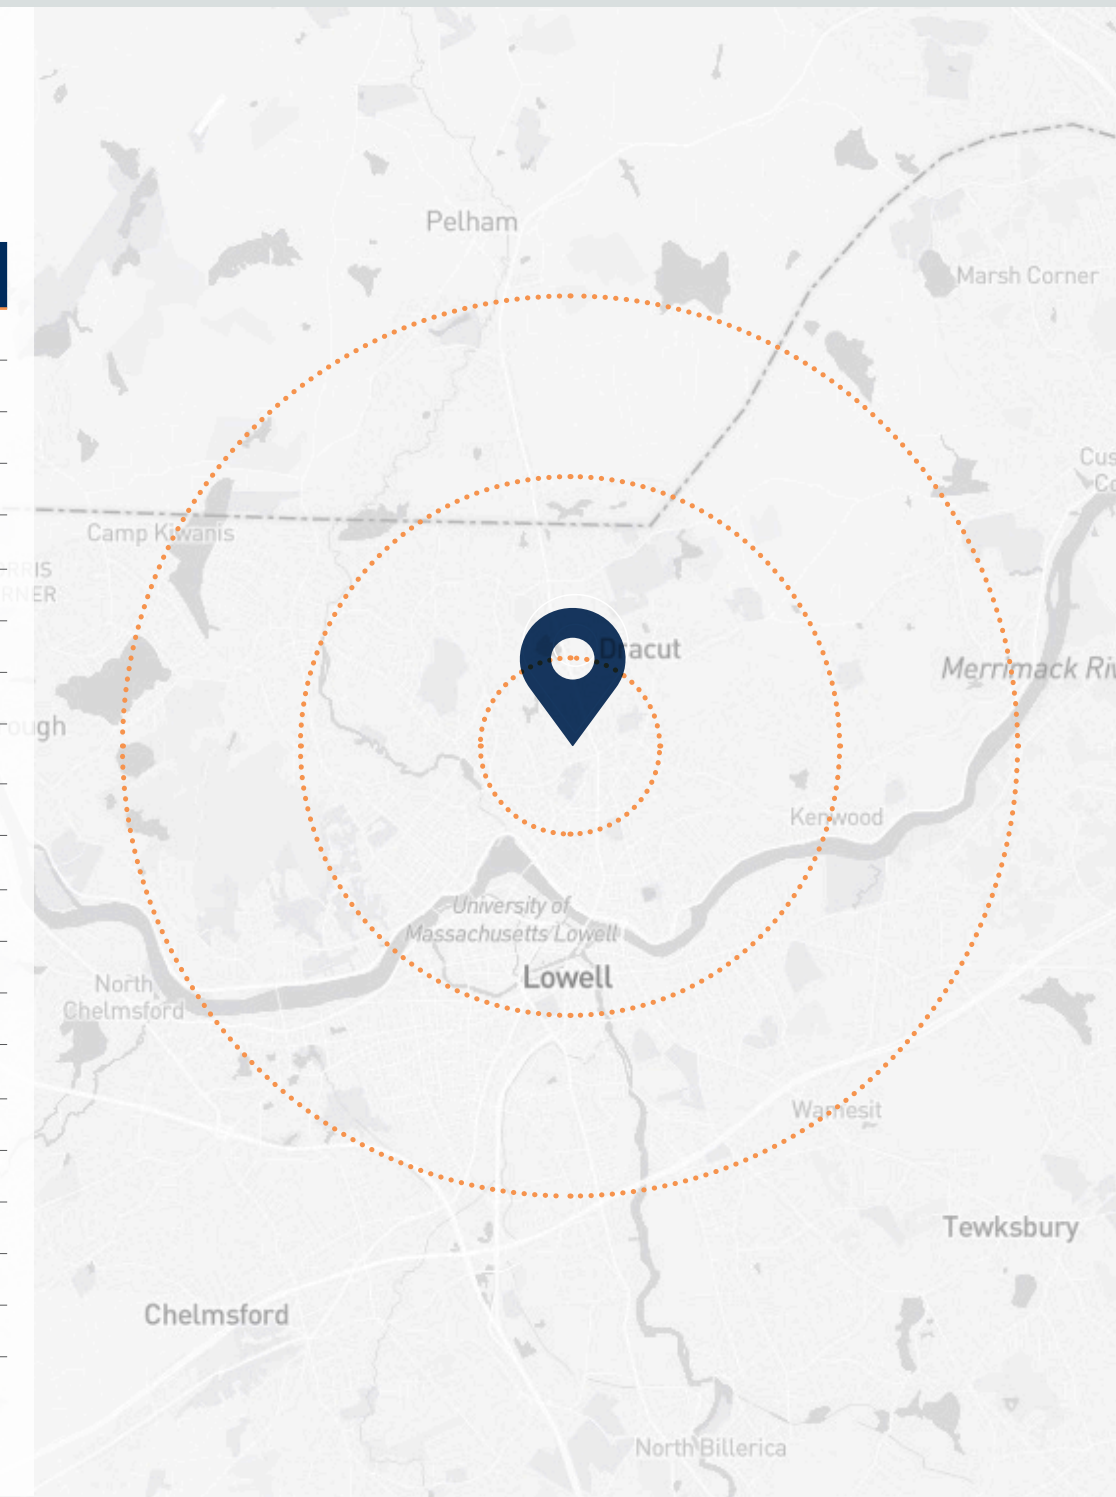 Pelham
Marsh Corner
Camp Kiwanis
Dracut
Merrimack
Kenwood
University of
Massachusetts Lowell
Lowell
North
Chelmsford
Wamesit
Tewksbury
Chelmsford
North Billerica